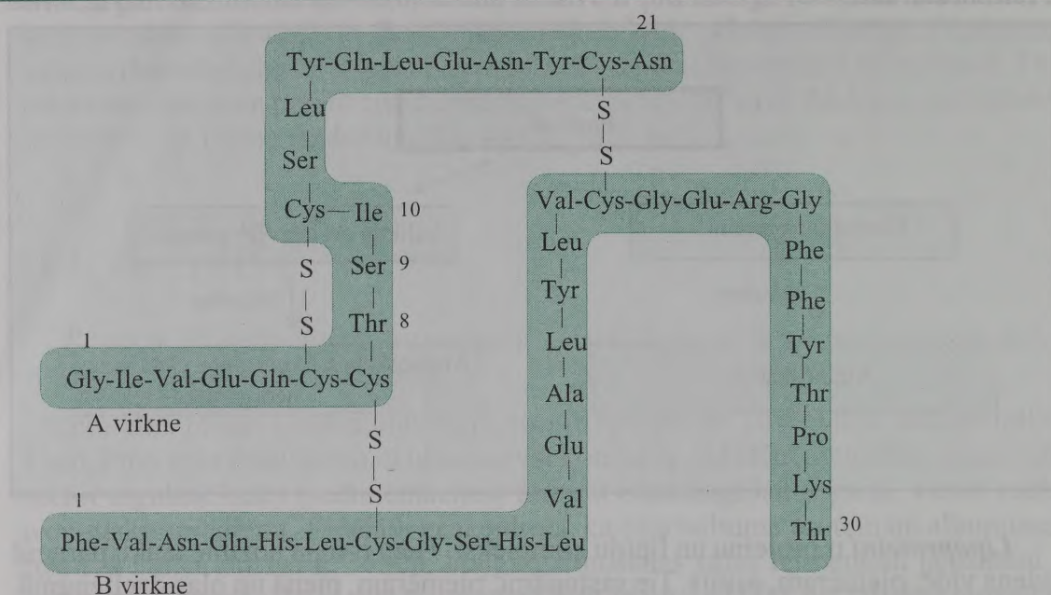 21
Tyr-Gln-Leu-Glu-Asn-Tyr-Cys-Asn
Leu
S
Ser
S
Cys
Ile 10
Val-Cys-Gly-Glu-Arg-Gly
S
Ser 9
Leu
Phe
S
Thr 8
Tyr
Phe
1
Leu
Tyr
Gly-Ile-Val-Glu-Gln-Cys-Cys
Ala
Thr
A virkne
S
Glu
Pro
S
Val
Lys
1
Phe-Val-Asn-Gln-His-Leu-Cys-Gly-Ser-His-Leu
Thr 30
B virkne